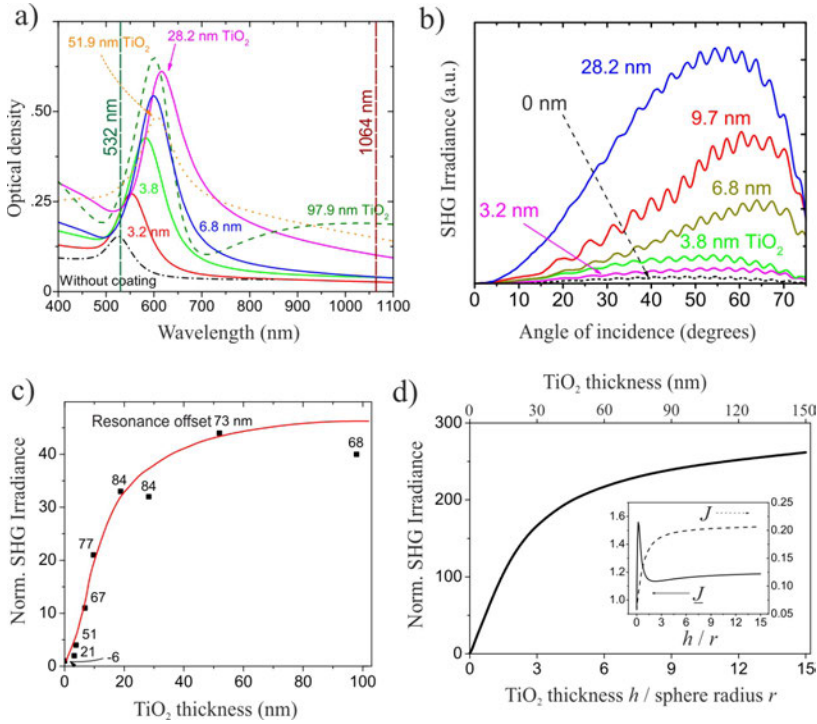 a)
51.9 nm TiO2
28.2 nm TiO2
532 nm
1064 nm
.50
.25
.00
3.8
6.8 nm
3.2 nm
97.9 nm TiO2
Without coating
Optical density
400 500 600 700 800 900 1000 1100
Wavelength (nm)
b)
28.2 nm
0 nm
9.7 nm
6.8 nm
3.2 nm
3.8 nm TiO2
SHG Irradiance (a.u.)
0 10 20 30 40 50 60 70
Angle of incidence (degrees)
c)
Resonance offset
73 nm
68
84
84
77
67
51
21
-6
Norm. SHG Irradiance
40
30
20
10
0
0 20 40 60 80 100
TiO2 thickness (nm)
d)
TiO2 thickness (nm)
0 30 60 90 120 150
Norm. SHG Irradiance
300
250
200
150
100
50
0
1.6
1.4
1.2
1.0
0.25
0.20
0.15
0.10
0.05
J
J
0 3 6 9 12 15
h / r
0 3 6 9 12 15
TiO2 thickness h / sphere radius r